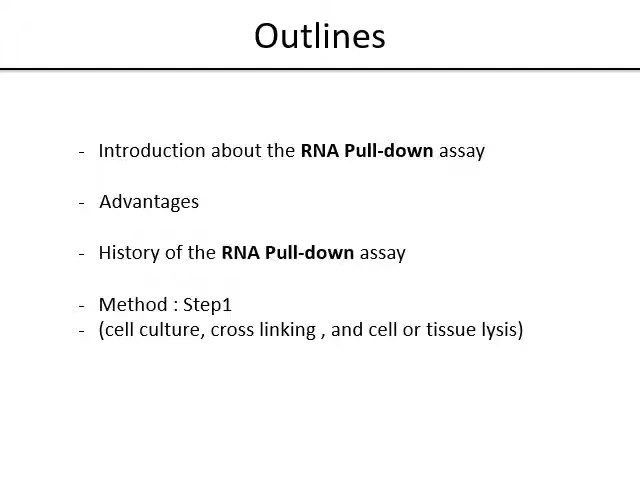 Outlines
- Introduction about the RNA Pull-down assay
- Advantages
- History of the RNA Pull-down assay
- Method : Step1
- (cell culture, cross linking , and cell or tissue lysis)